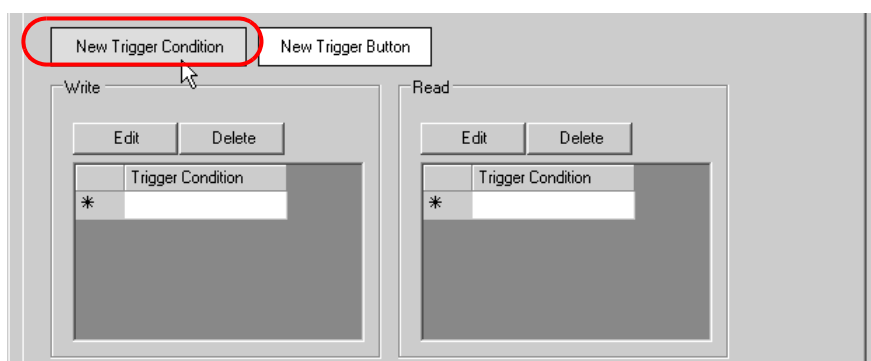 New Trigger Condition New Trigger Button
Write Read
Edit Delete Edit Delete
Trigger Condition Trigger Condition
* *